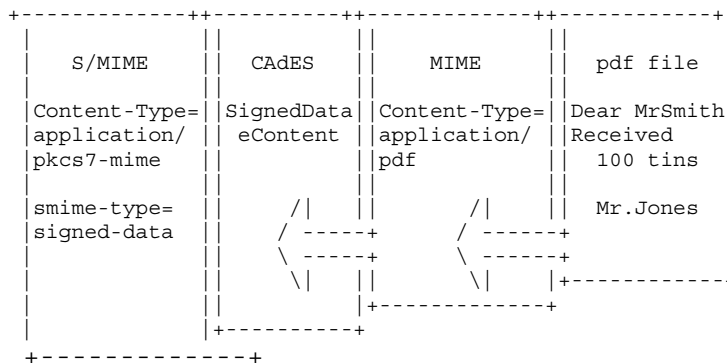 +-------------++----------++-------------++------------+
|             ||          ||             ||
|   S/MIME    ||  CAdES   ||    MIME     ||  pdf file
|             ||          ||             ||
|Content-Type=||SignedData||Content-Type=||Dear MrSmith
|application/ || eContent ||application/ ||Received
|pkcs7-mime   ||          ||pdf          ||  100 tins
|             ||          ||             ||
|smime-type=  ||     /|   ||       /|    ||  Mr.Jones
|signed-data  ||    / -----+      / ------+
|             ||    \ -----+      \ ------+
|             ||     \|   ||       \|    |+------------
|             ||          |+-------------+
|             |+----------+
+-------------+